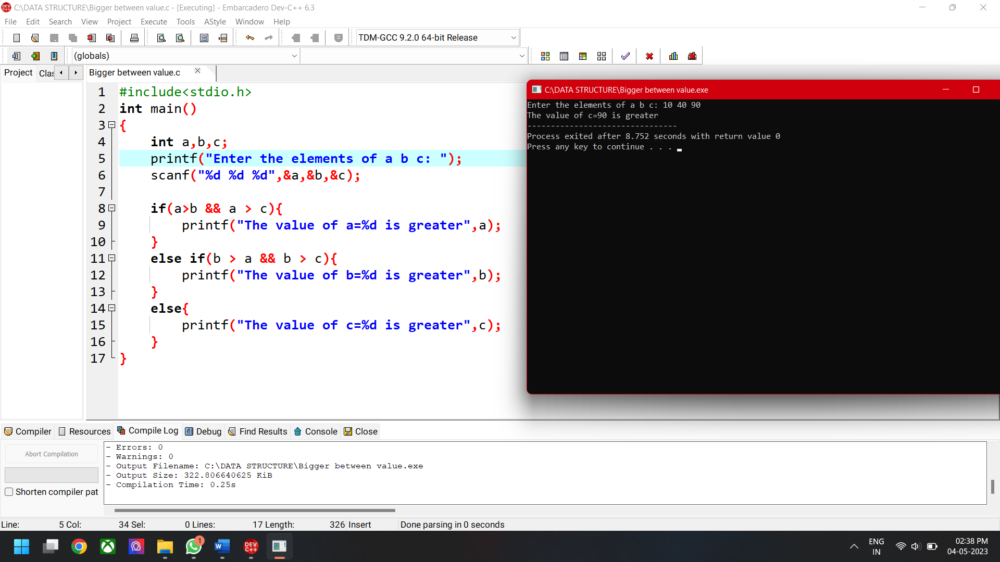 C:\DATA STRUCTURE\Bigger between value.c - [Executing] - Embarcadero Dev-C++ 6.3
File Edit Search View Project Execute Tools AStyle Window Help
TDM-GCC 9.2.0 64-bit Release
(globals)
Project Clas
Bigger between value.c
1 #include<stdio.h>
2 int main()
3 {
4 int a,b,c;
5 printf("Enter the elements of a b c: ");
6 scanf("%d %d %d",&a,&b,&c);
7
8 if(a>b && a > c){
9 printf("The value of a=%d is greater",a);
10 }
11 else if(b > a && b > c){
12 printf("The value of b=%d is greater",b);
13 }
14 else{
15 printf("The value of c=%d is greater",c);
16 }
17 }
C:\DATA STRUCTURE\Bigger between value.exe
Enter the elements of a b c: 10 40 90
The value of c=90 is greater
--------------------------------
Process exited after 8.752 seconds with return value 0
Press any key to continue . . .
Compiler Resources Compile Log Debug Find Results Console Close
Abort Compilation
Shorten compiler pat
- Errors: 0
- Warnings: 0
- Output Filename: C:\DATA STRUCTURE\Bigger between value.exe
- Output Size: 322.806640625 KiB
- Compilation Time: 0.25s
Line: 5 Col: 34 Sel: 0 Lines: 17 Length: 326 Insert Done parsing in 0 seconds
1
DEV C++
ENG
IN
02:38 PM
04-05-2023